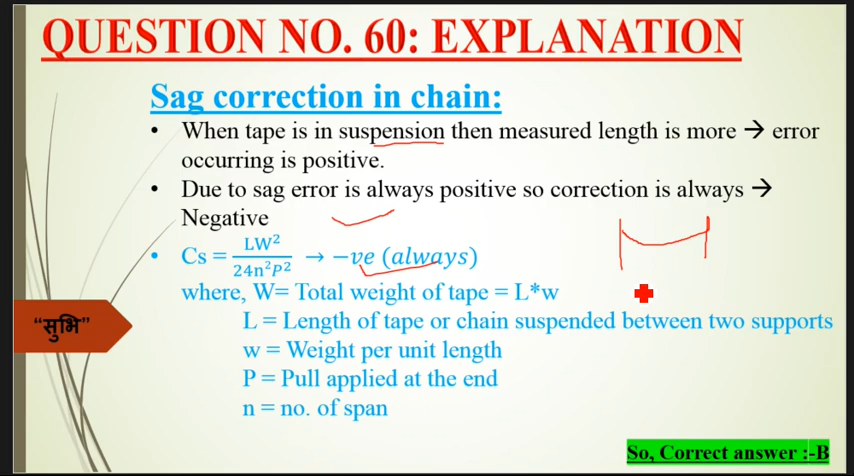 QUESTION NO. 60: EXPLANATION
Sag correction in chain:
• When tape is in suspension then measured length is more → error
occurring is positive.
• Due to sag error is always positive so correction is always →
Negative
• Cs = LW²/24n²P² → −ve (always)
where, W= Total weight of tape = L*w
L = Length of tape or chain suspended between two supports
w = Weight per unit length
P = Pull applied at the end
n = no. of span
“सुभि”
So, Correct answer :-B